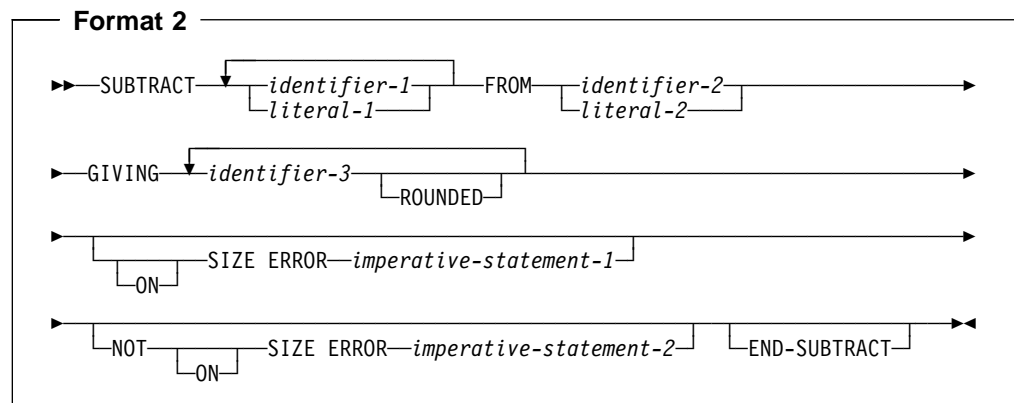 Format 2
SUBTRACT identifier-1 FROM identifier-2
literal-1 literal-2
GIVING identifier-3
ROUNDED
SIZE ERROR imperative-statement-1
ON
NOT SIZE ERROR imperative-statement-2 END-SUBTRACT
ON